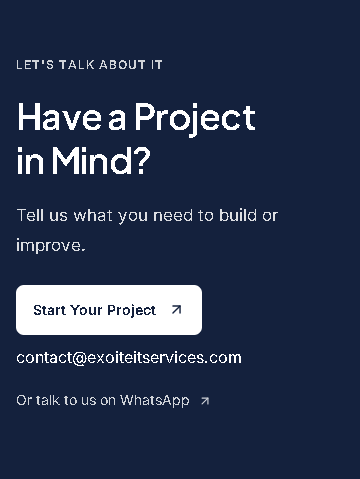 LET'S TALK ABOUT IT
Have a Project
in Mind?
Tell us what you need to build or
improve.
Start Your Project
contact@exoiteitservices.com
Or talk to us on WhatsApp